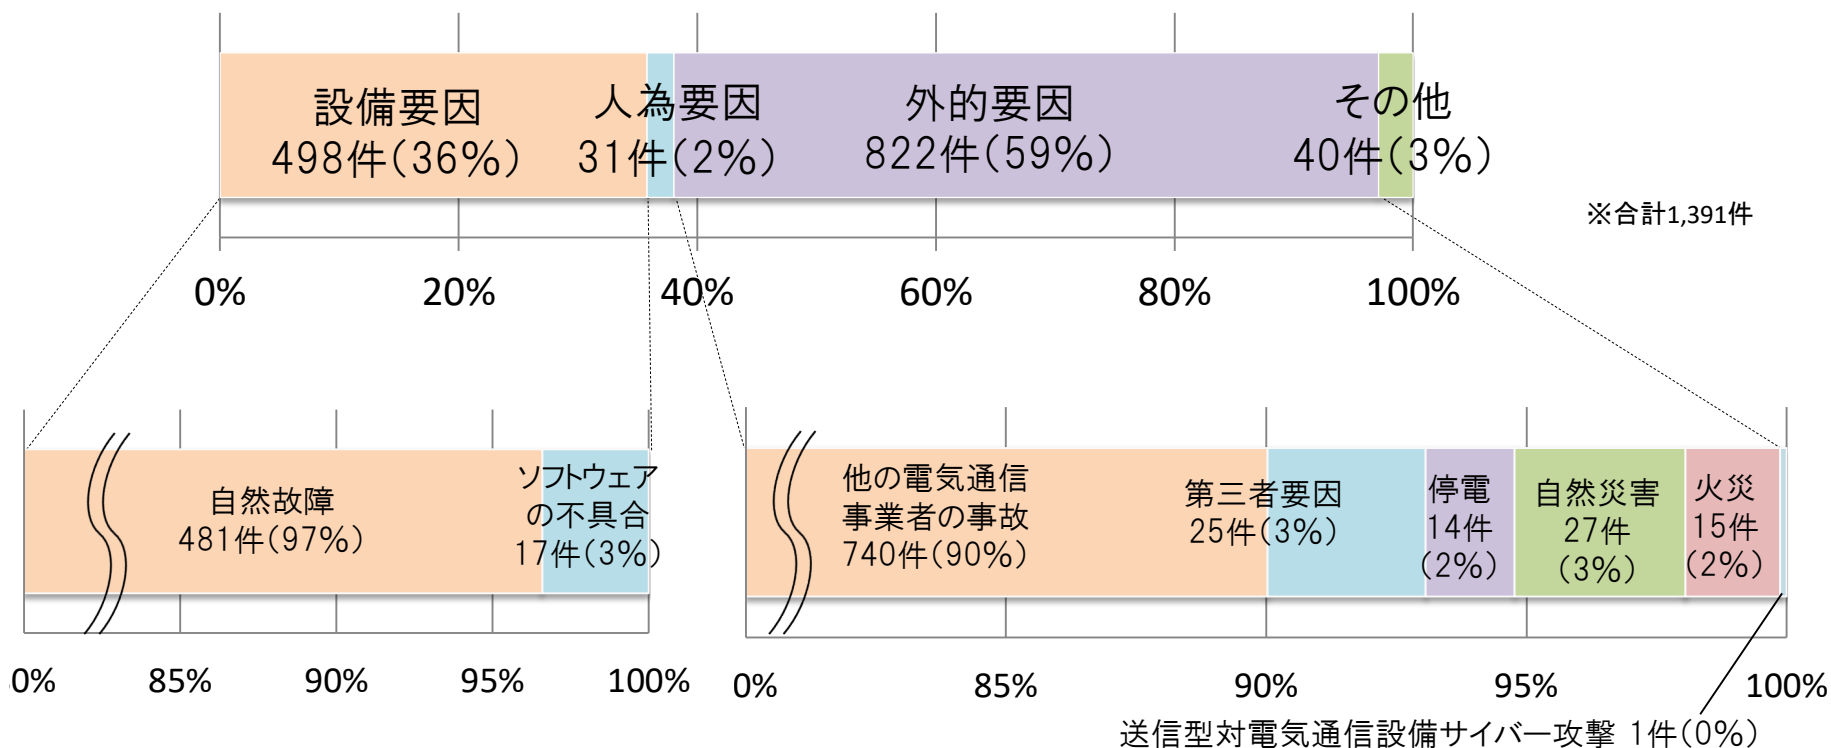 設備要因
498件(36%)
人為要因
31件(2%)
外的要因
822件(59%)
その他
40件(3%)
※合計1,391件
0%
20%
40%
60%
80%
100%
自然故障
481件(97%)
ソフトウェア
の不具合
17件(3%)
0%
85%
90%
95%
100%
他の電気通信
事業者の事故
740件(90%)
第三者要因
25件(3%)
停電
14件
(2%)
自然災害
27件
(3%)
火災
15件
(2%)
0%
85%
90%
95%
100%
送信型対電気通信設備サイバー攻撃 1件(0%)